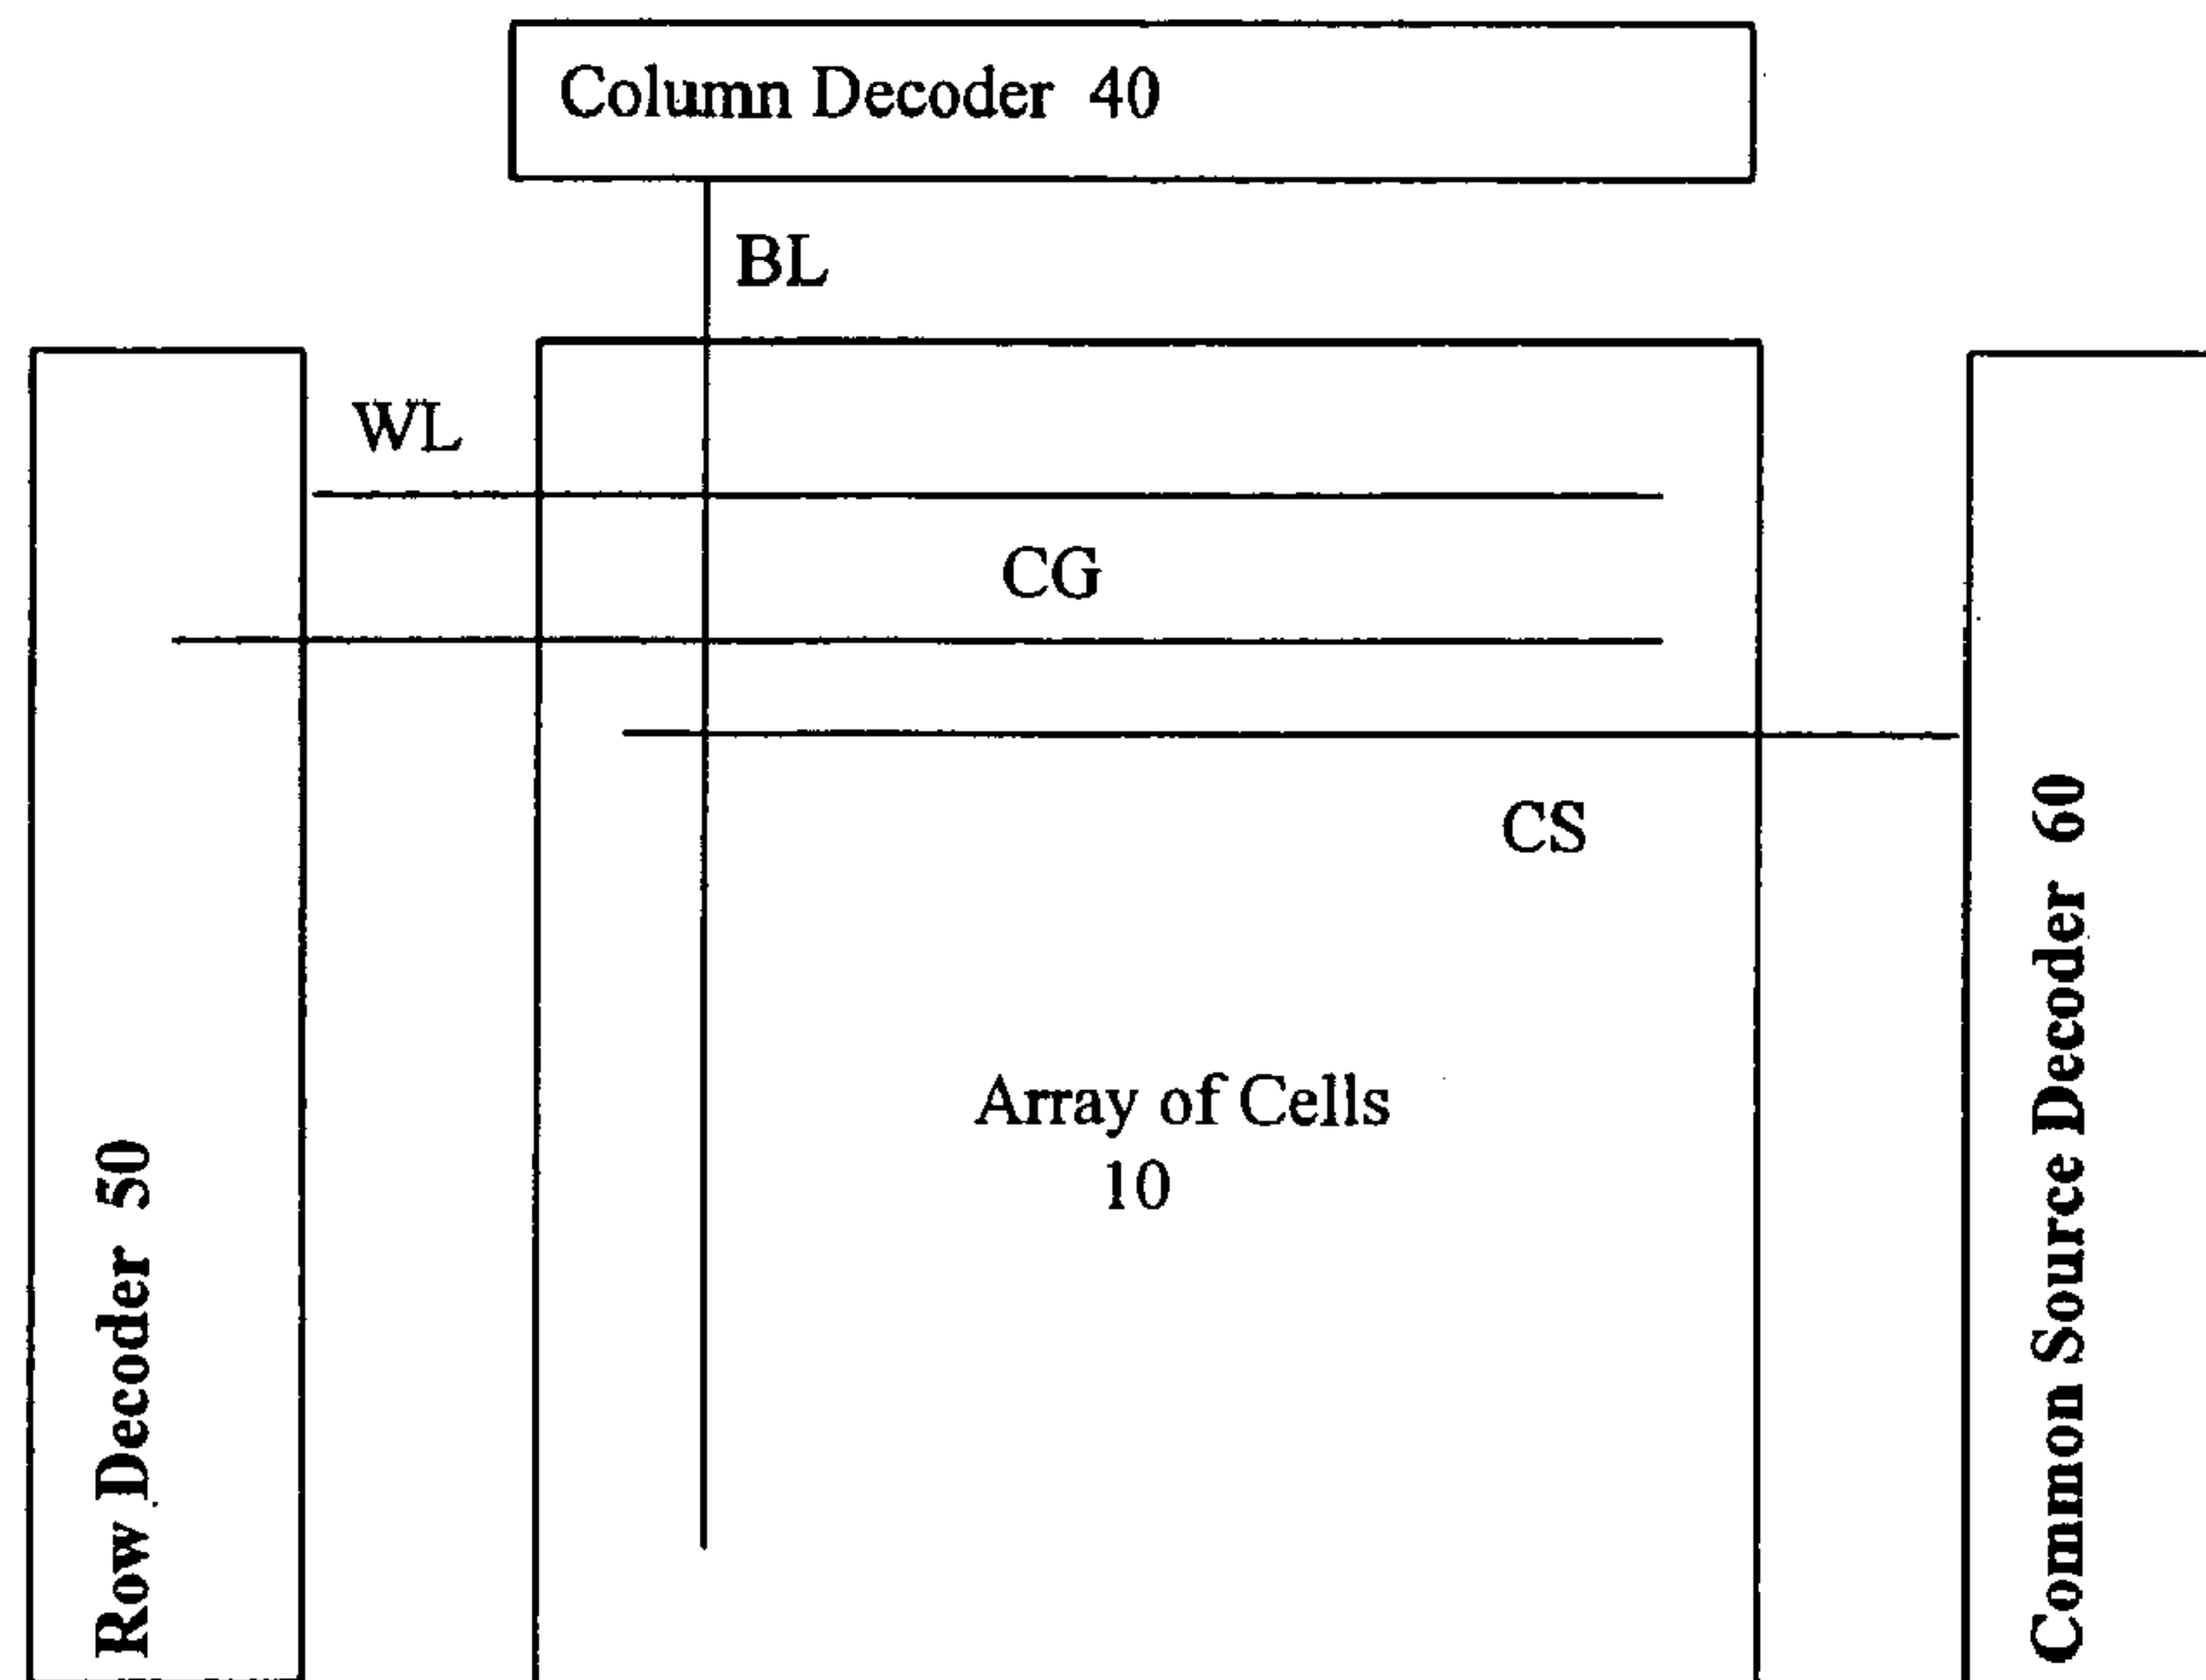 Column Decoder 40
BL
WL
CG
CS
Array of Cells
10
Row Decoder 50
Common Source Decoder 60